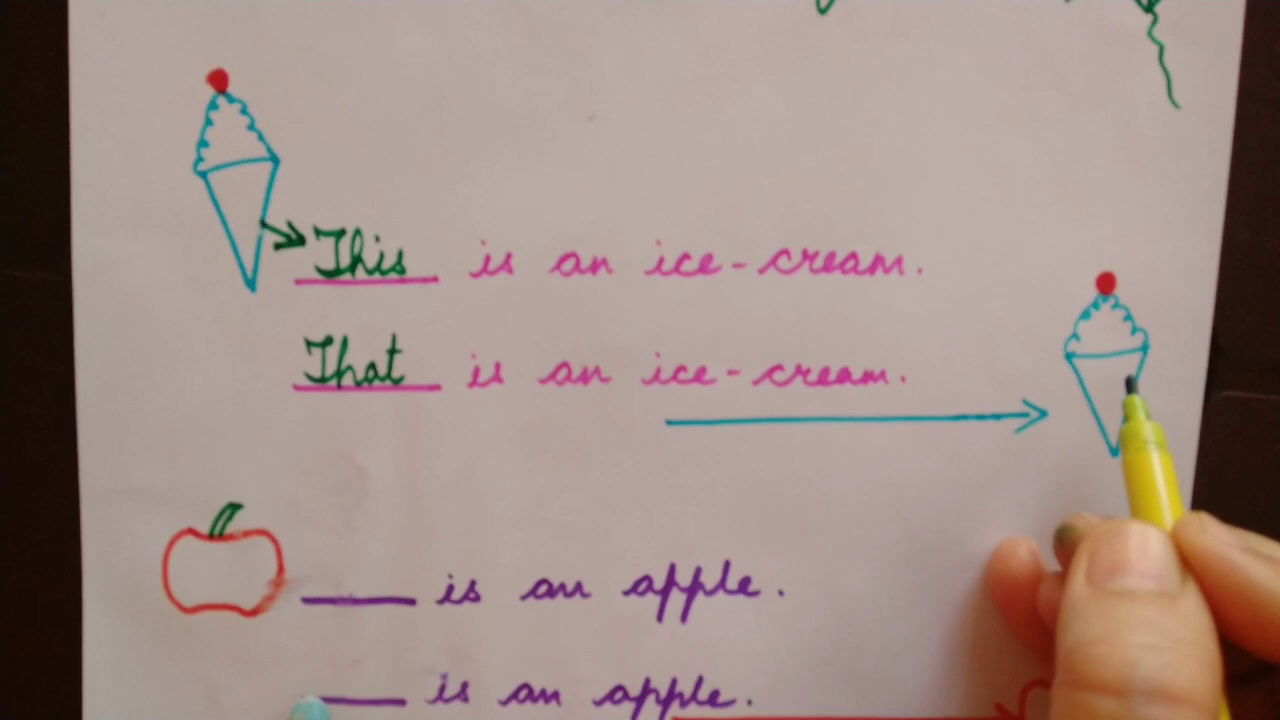 This is an ice-cream.
That is an ice-cream.
____ is an apple.
____ is an apple.